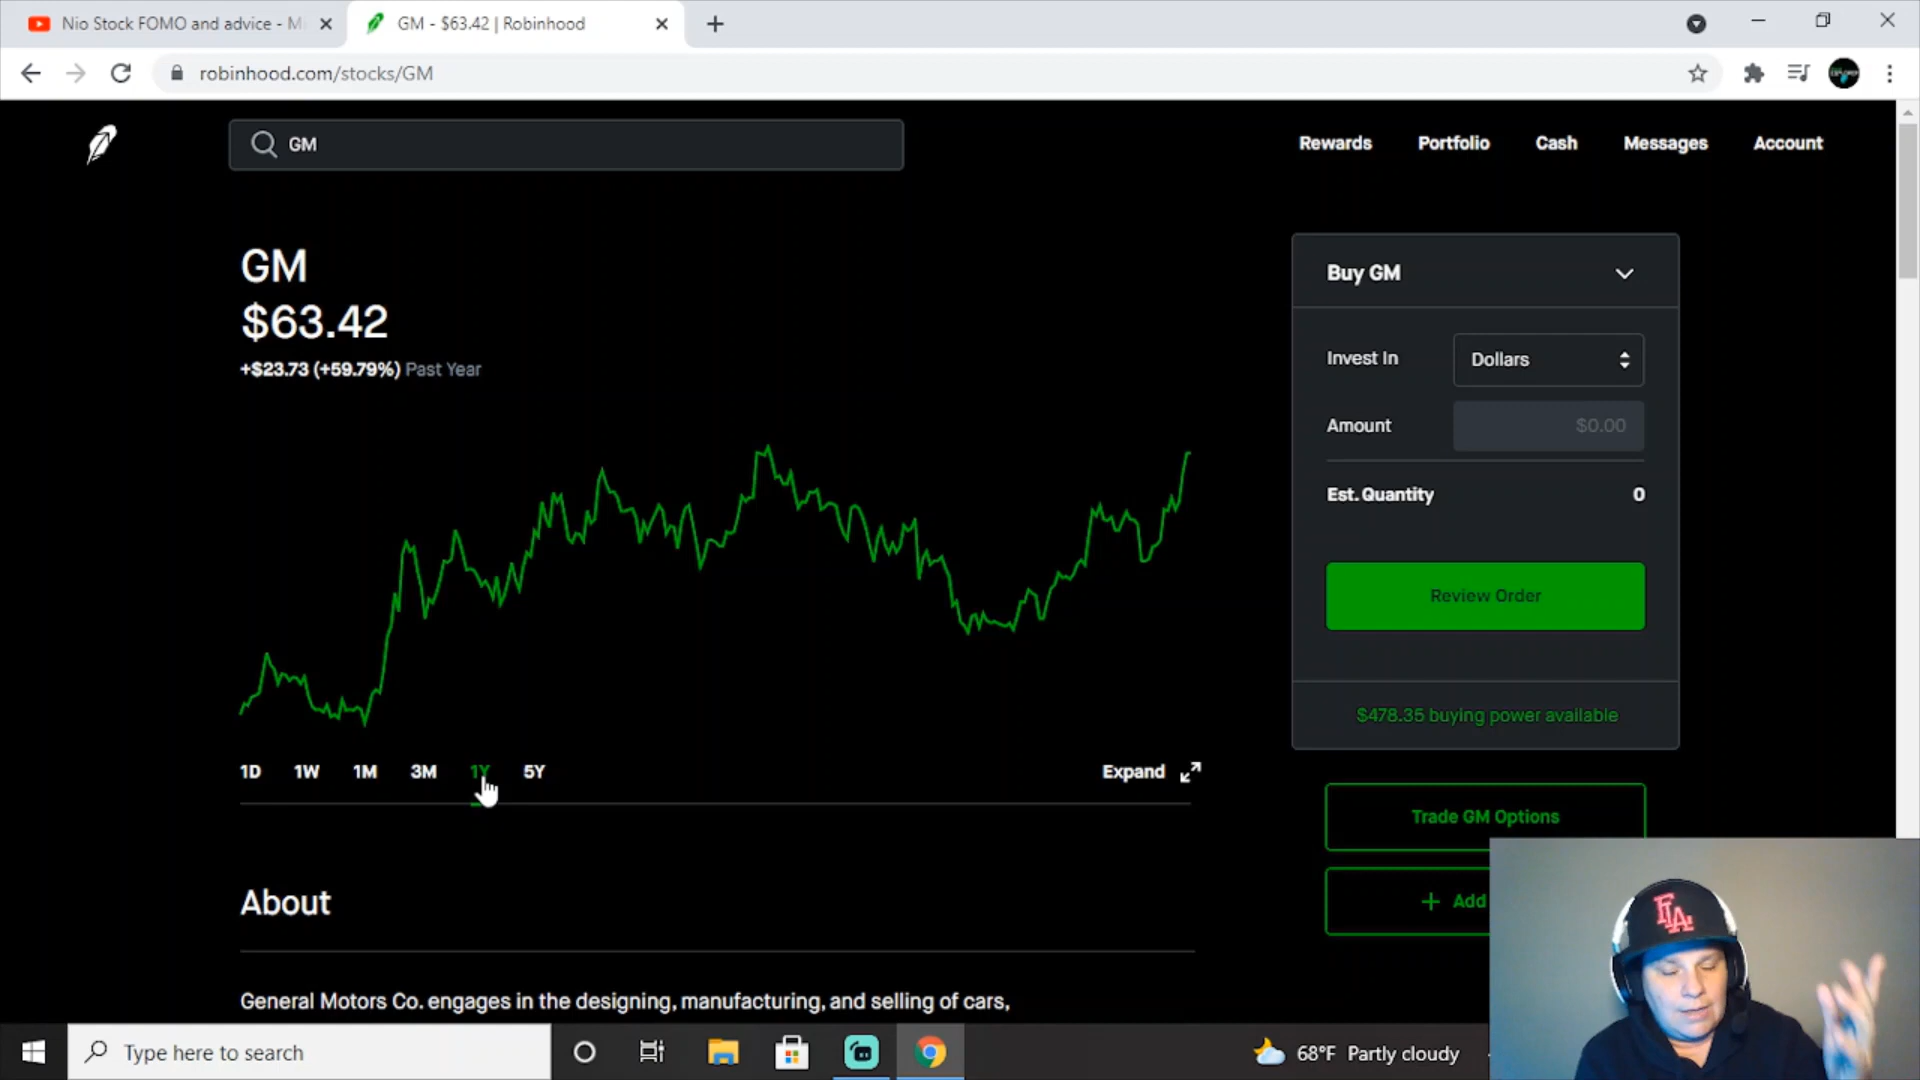 Nio Stock FOMO and advice - M
GM - $63.42 | Robinhood
robinhood.com/stocks/GM
GM
Rewards
Portfolio
Cash
Messages
Account
GM
$63.42
+$23.73 (+59.79%) Past Year
Buy GM
Invest In
Dollars
Amount
$0.00
Est. Quantity
0
Review Order
$478.35 buying power available
1D
1W
1M
3M
1Y
5Y
Expand
Trade GM Options
+ Add
About
General Motors Co. engages in the designing, manufacturing, and selling of cars,
FLA
Type here to search
68°F Partly cloudy